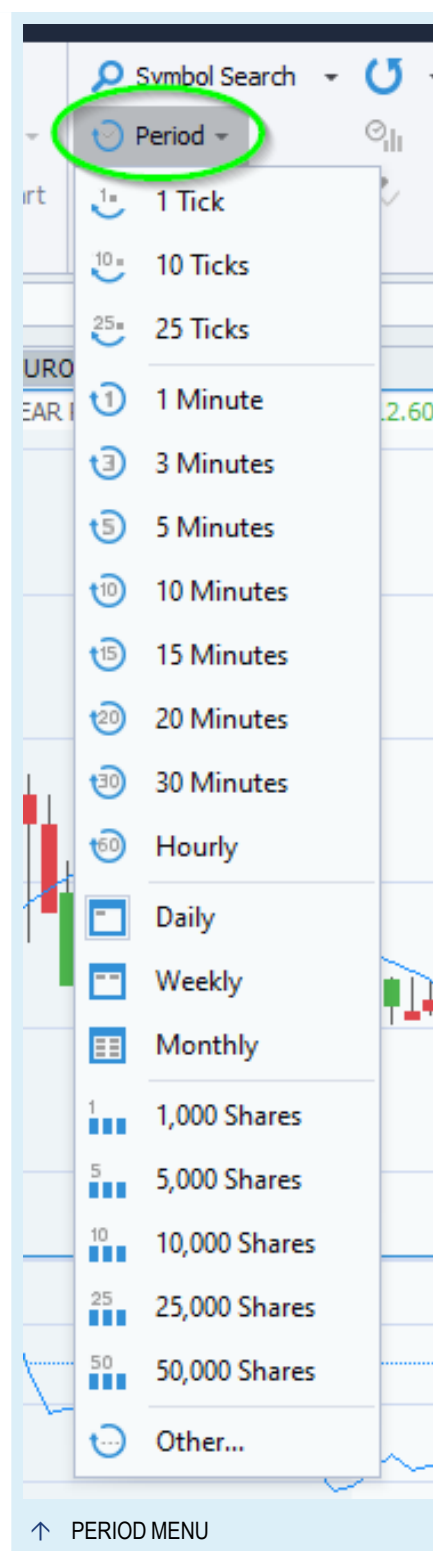 Symbol Search
Period
rt
1 Tick
10 Ticks
25 Ticks
URO
EAR
2.60
1 Minute
3 Minutes
5 Minutes
10 Minutes
15 Minutes
20 Minutes
30 Minutes
Hourly
Daily
Weekly
Monthly
1,000 Shares
5,000 Shares
10,000 Shares
25,000 Shares
50,000 Shares
Other...
↑ PERIOD MENU